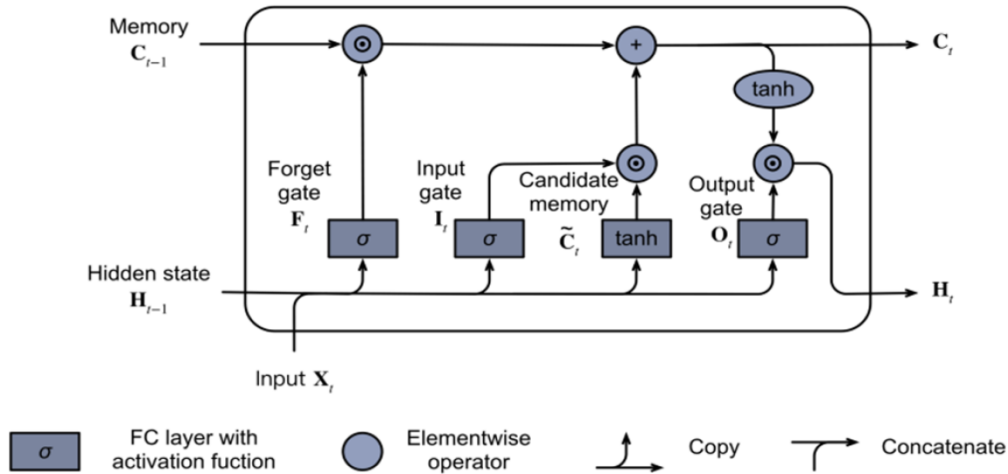 Memory
C_{t-1}
C_t
tanh
Forget
gate
F_t
Input
gate
I_t
Candidate
memory
C̃_t
Output
gate
O_t
σ
σ
tanh
σ
Hidden state
H_{t-1}
H_t
Input X_t
σ
FC layer with
activation fuction
Elementwise
operator
Copy
Concatenate